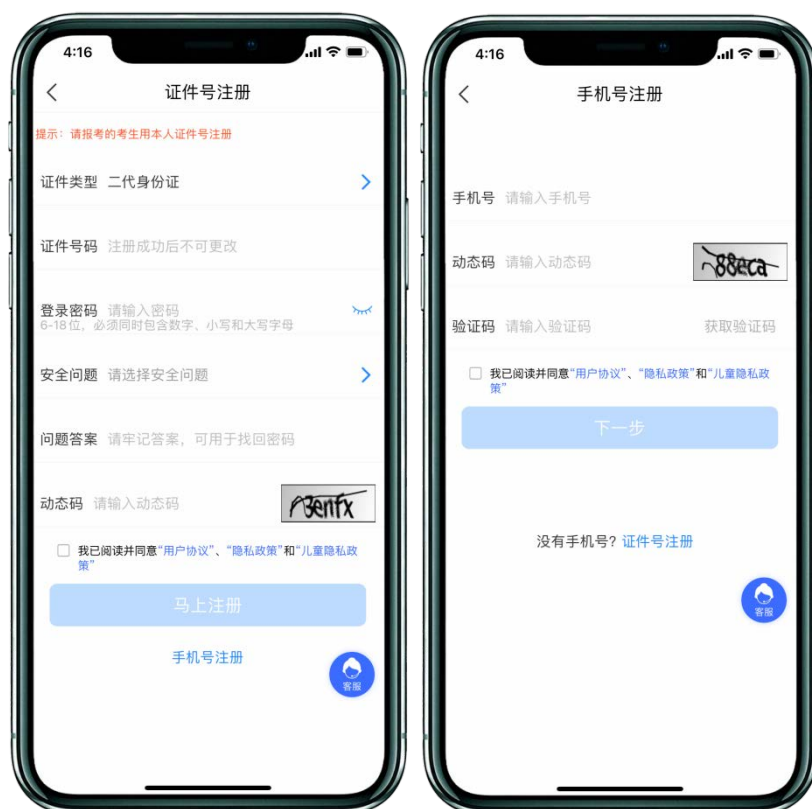 4:16
证件号注册
提示：请报考的考生用本人证件号注册
证件类型 二代身份证
证件号码 注册成功后不可更改
登录密码 请输入密码
6-18位，必须同时包含数字、小写和大写字母
安全问题 请选择安全问题
问题答案 请牢记答案，可用于找回密码
动态码 请输入动态码 3enfx
我已阅读并同意“用户协议”、“隐私政策”和“儿童隐私政
策”
马上注册
手机号注册
客服
4:16
手机号注册
手机号 请输入手机号
动态码 请输入动态码 88eca
验证码 请输入验证码 获取验证码
我已阅读并同意“用户协议”、“隐私政策”和“儿童隐私政
策”
下一步
没有手机号? 证件号注册
客服